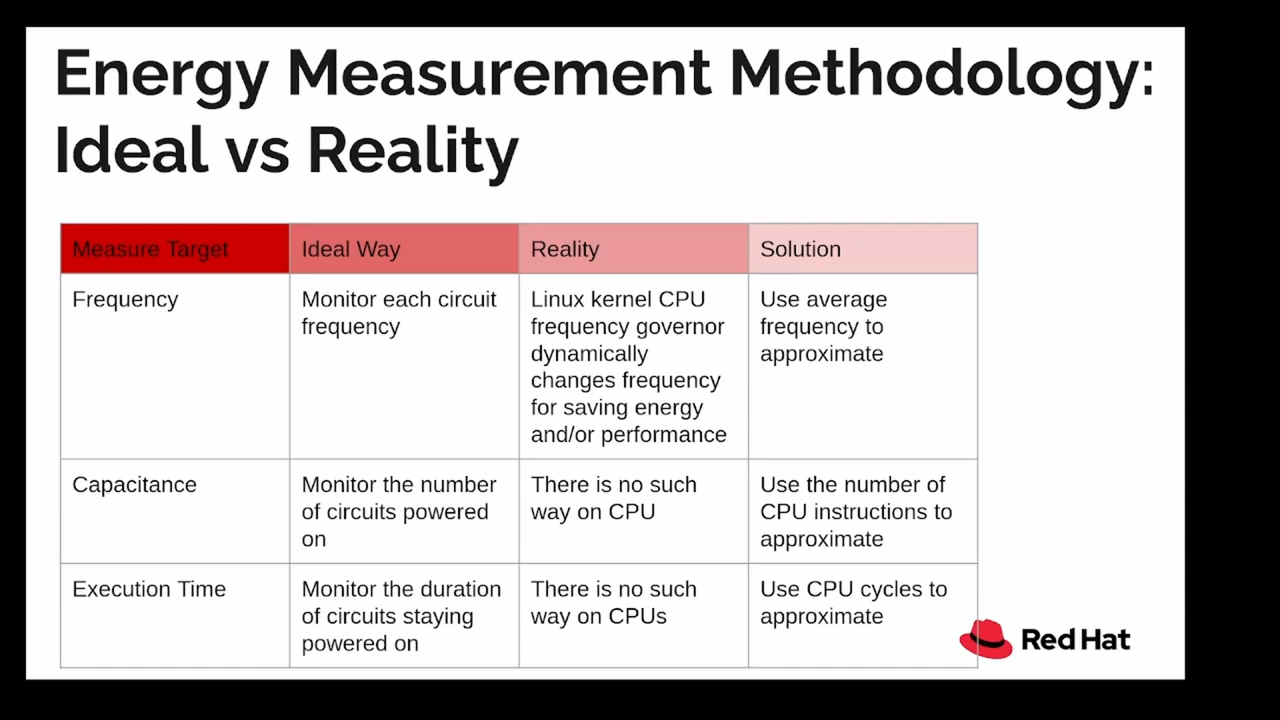 Energy Measurement Methodology:
Ideal vs Reality
Measure Target
Ideal Way
Reality
Solution
Frequency
Monitor each circuit
frequency
Linux kernel CPU
frequency governor
dynamically
changes frequency
for saving energy
and/or performance
Use average
frequency to
approximate
Capacitance
Monitor the number
of circuits powered
on
There is no such
way on CPU
Use the number of
CPU instructions to
approximate
Execution Time
Monitor the duration
of circuits staying
powered on
There is no such
way on CPUs
Use CPU cycles to
approximate
Red Hat